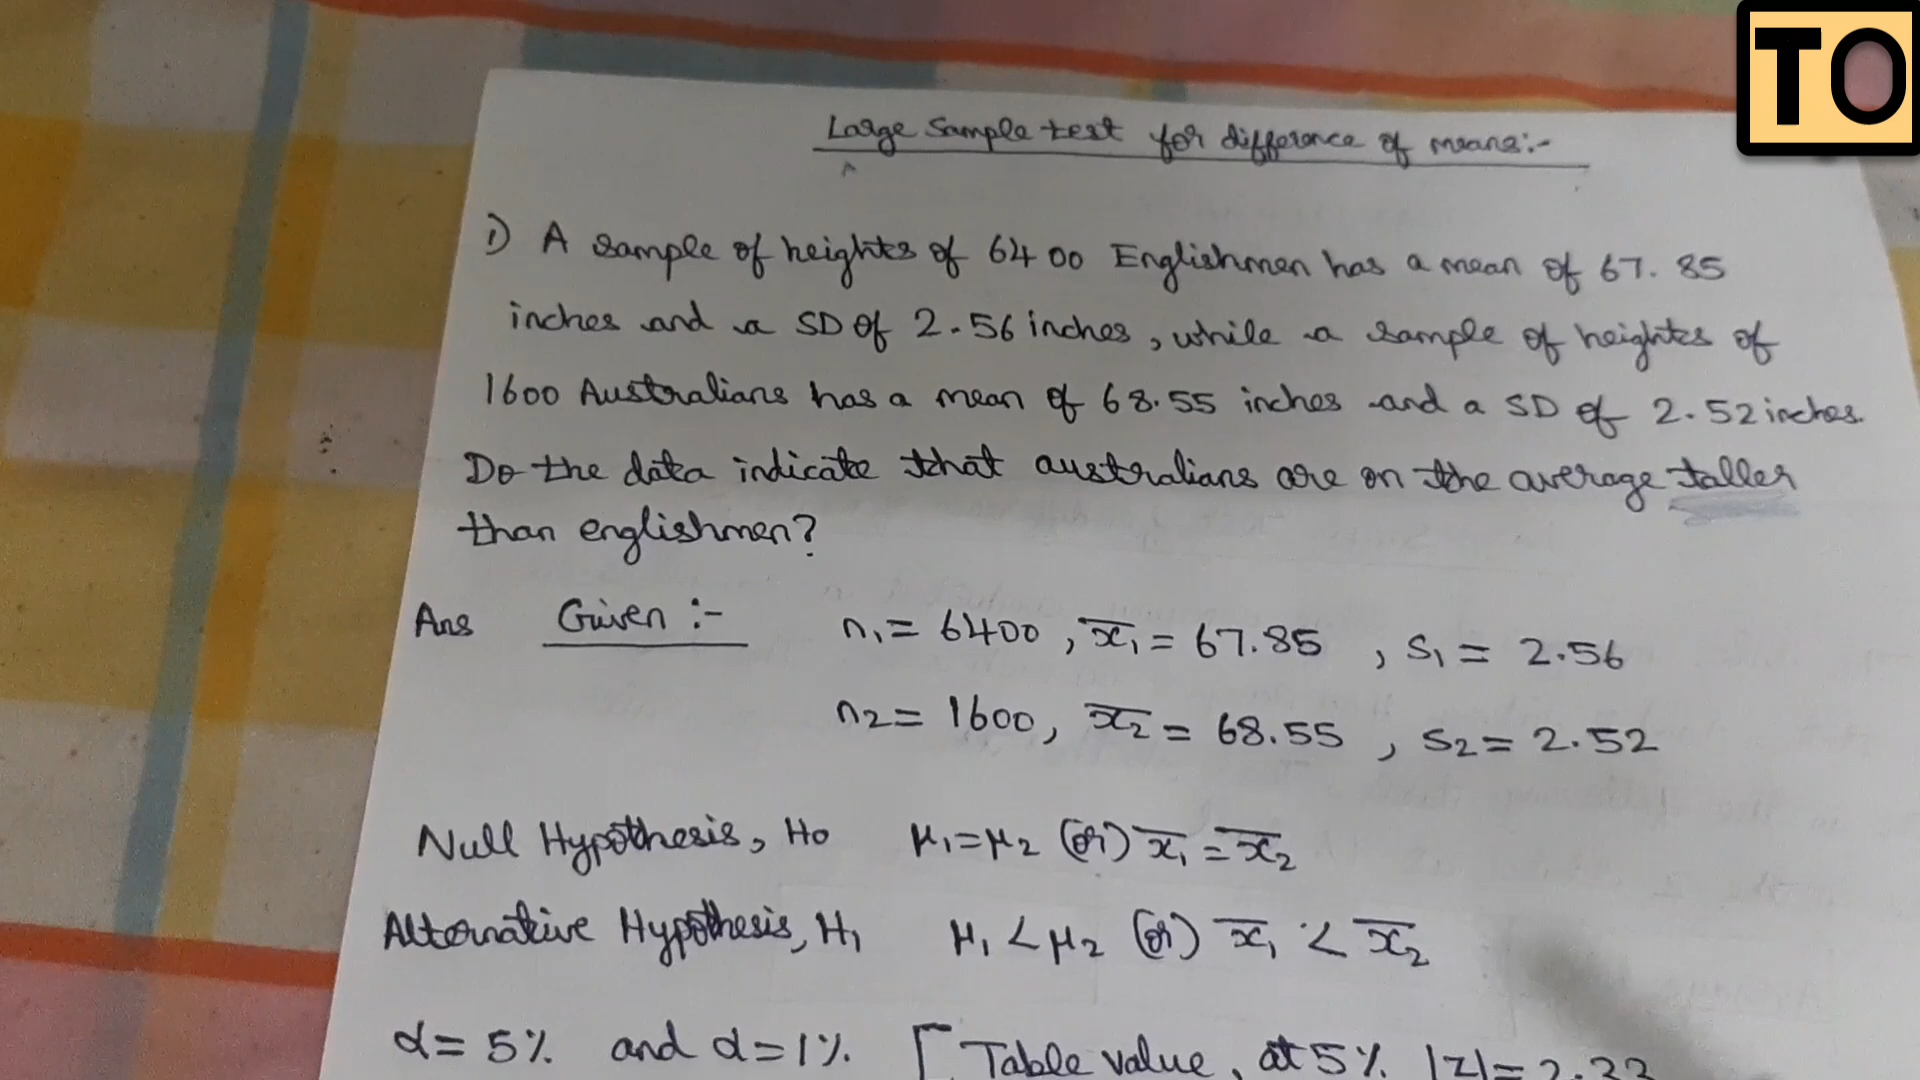 TO
Large Sample test for difference of means:-
1) A sample of heights of 6400 Englishmen has a mean of 67.85
inches and a SD of 2.56 inches, while a sample of heights of
1600 Australians has a mean of 68.55 inches and a SD of 2.52 inches.
Do the data indicate that australians are on the average taller
than englishmen?
Ans Given :- n₁ = 6400, x̅₁ = 67.85, S₁ = 2.56
n₂ = 1600, x̅₂ = 68.55, S₂ = 2.52
Null Hypothesis, H₀ μ₁ = μ₂ (or) x̅₁ = x̅₂
Alternative Hypothesis, H₁ μ₁ < μ₂ (or) x̅₁ < x̅₂
α = 5% and α = 1%. [Table value, at 5% |Z| = 2.33